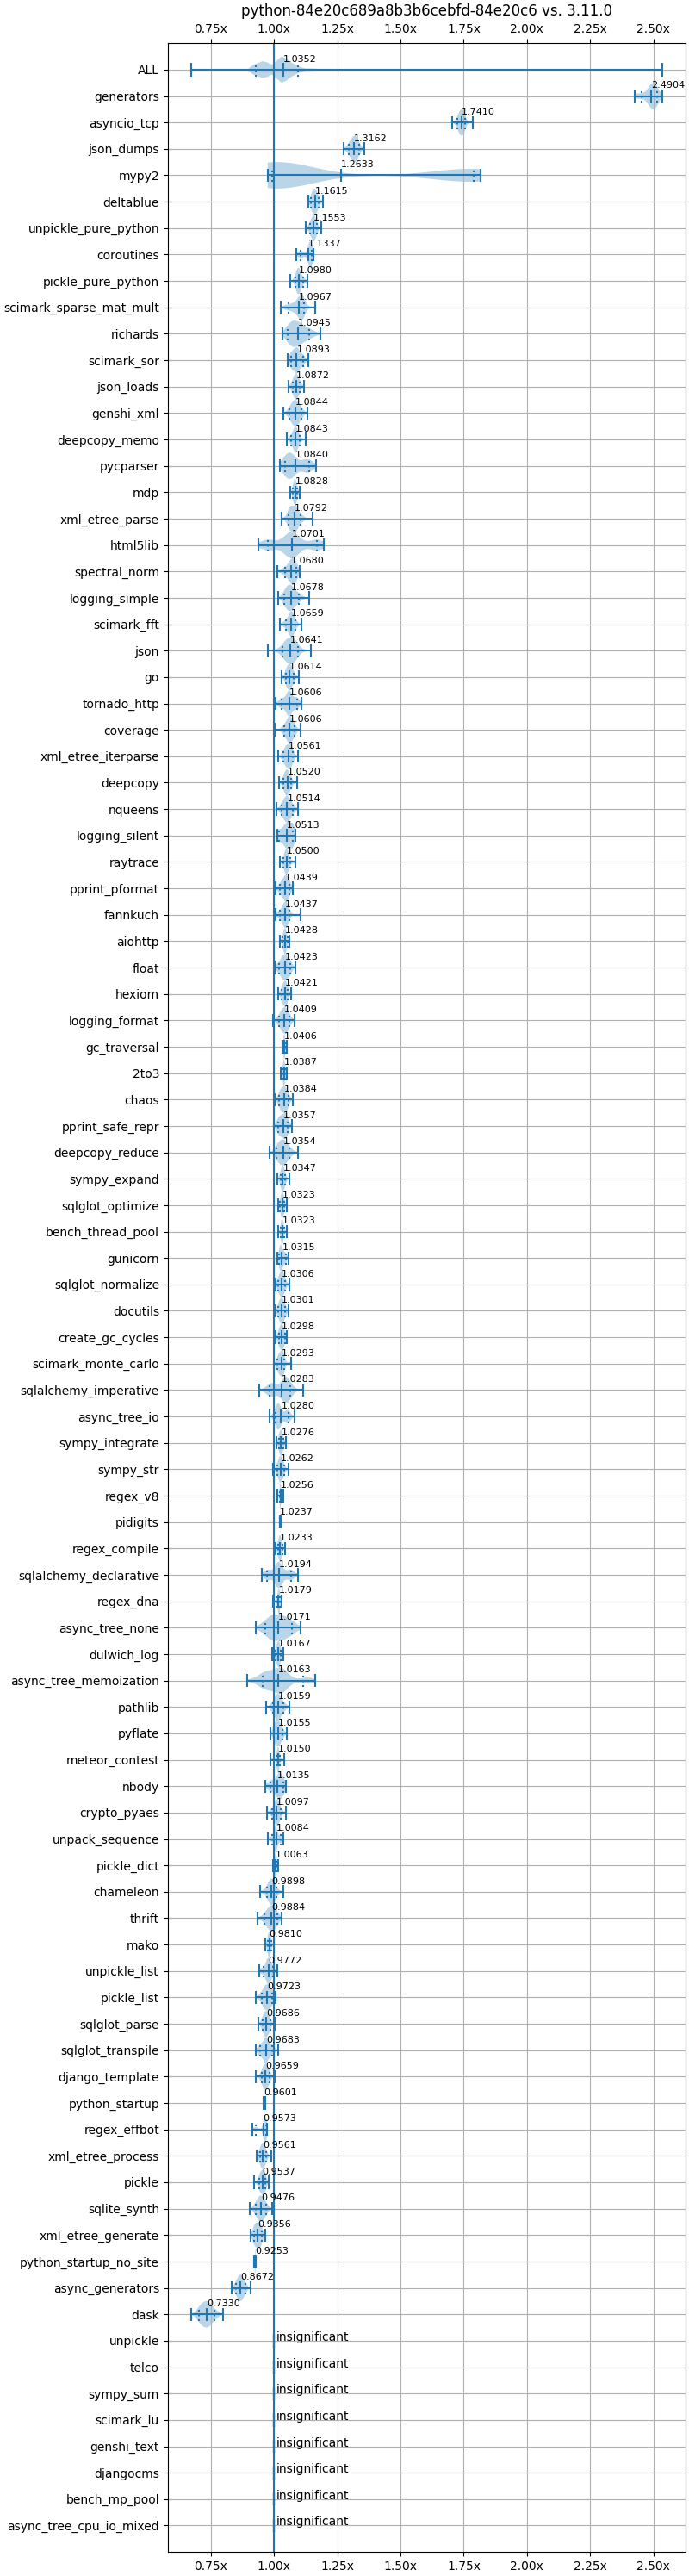 python-84e20c689a8b3b6cebfd-84e20c6 vs. 3.11.0
0.75x 1.00x 1.25x 1.50x 1.75x 2.00x 2.25x 2.50x
ALL 1.0352
generators 2.4904
asyncio_tcp 1.7410
json_dumps 1.3162
mypy2 1.2633
deltablue 1.1615
unpickle_pure_python 1.1553
coroutines 1.1337
pickle_pure_python 1.0980
scimark_sparse_mat_mult 1.0967
richards 1.0945
scimark_sor 1.0893
json_loads 1.0872
genshi_xml 1.0844
deepcopy_memo 1.0843
pycparser 1.0840
mdp 1.0828
xml_etree_parse 1.0792
html5lib 1.0701
spectral_norm 1.0680
logging_simple 1.0678
scimark_fft 1.0659
json 1.0641
go 1.0614
tornado_http 1.0606
coverage 1.0606
xml_etree_iterparse 1.0561
deepcopy 1.0520
nqueens 1.0514
logging_silent 1.0513
raytrace 1.0500
pprint_pformat 1.0439
fannkuch 1.0437
aiohttp 1.0428
float 1.0423
hexiom 1.0421
logging_format 1.0409
gc_traversal 1.0406
2to3 1.0387
chaos 1.0384
pprint_safe_repr 1.0357
deepcopy_reduce 1.0354
sympy_expand 1.0347
sqlglot_optimize 1.0323
bench_thread_pool 1.0323
gunicorn 1.0315
sqlglot_normalize 1.0306
docutils 1.0301
create_gc_cycles 1.0298
scimark_monte_carlo 1.0293
sqlalchemy_imperative 1.0283
async_tree_io 1.0280
sympy_integrate 1.0276
sympy_str 1.0262
regex_v8 1.0256
pidigits 1.0237
regex_compile 1.0233
sqlalchemy_declarative 1.0194
regex_dna 1.0179
async_tree_none 1.0171
dulwich_log 1.0167
async_tree_memoization 1.0163
pathlib 1.0159
pyflate 1.0155
meteor_contest 1.0150
nbody 1.0135
crypto_pyaes 1.0097
unpack_sequence 1.0084
pickle_dict 1.0063
chameleon 0.9898
thrift 0.9884
mako 0.9810
unpickle_list 0.9772
pickle_list 0.9723
sqlglot_parse 0.9686
sqlglot_transpile 0.9683
django_template 0.9659
python_startup 0.9601
regex_effbot 0.9573
xml_etree_process 0.9561
pickle 0.9537
sqlite_synth 0.9476
xml_etree_generate 0.9356
python_startup_no_site 0.9253
async_generators 0.8672
dask 0.7330
unpickle insignificant
telco insignificant
sympy_sum insignificant
scimark_lu insignificant
genshi_text insignificant
djangocms insignificant
bench_mp_pool insignificant
async_tree_cpu_io_mixed insignificant
0.75x 1.00x 1.25x 1.50x 1.75x 2.00x 2.25x 2.50x